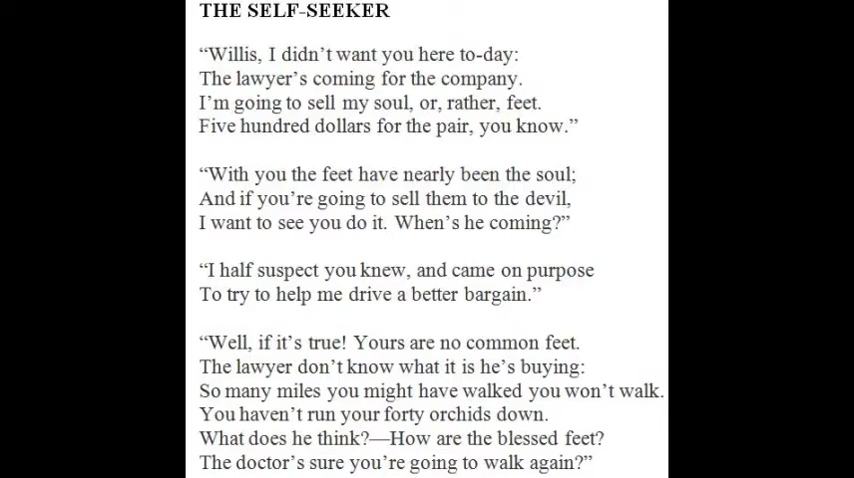 THE SELF-SEEKER
“Willis, I didn’t want you here to-day:
The lawyer’s coming for the company.
I’m going to sell my soul, or, rather, feet.
Five hundred dollars for the pair, you know.”
“With you the feet have nearly been the soul;
And if you’re going to sell them to the devil,
I want to see you do it. When’s he coming?”
“I half suspect you knew, and came on purpose
To try to help me drive a better bargain.”
“Well, if it’s true! Yours are no common feet.
The lawyer don’t know what it is he’s buying:
So many miles you might have walked you won’t walk.
You haven’t run your forty orchids down.
What does he think?—How are the blessed feet?
The doctor’s sure you’re going to walk again?”